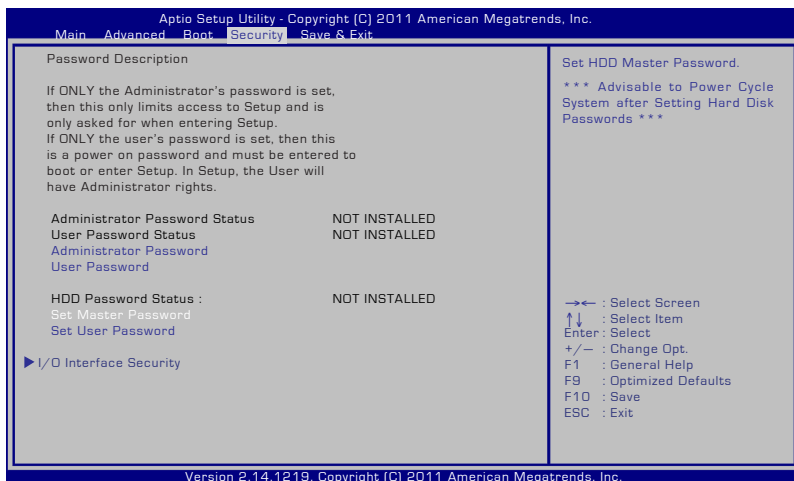 Aptio Setup Utility - Copyright (C) 2011 American Megatrends, Inc.
Main Advanced Boot Security Save & Exit
Password Description
If ONLY the Administrator's password is set,
then this only limits access to Setup and is
only asked for when entering Setup.
If ONLY the user's password is set, then this
is a power on password and must be entered to
boot or enter Setup. In Setup, the User will
have Administrator rights.
Administrator Password Status NOT INSTALLED
User Password Status NOT INSTALLED
Administrator Password
User Password
HDD Password Status : NOT INSTALLED
Set Master Password
Set User Password
I/O Interface Security
Set HDD Master Password.
*** Advisable to Power Cycle
System after Setting Hard Disk
Passwords ***
→← : Select Screen
↑↓ : Select Item
Enter : Select
+/— : Change Opt.
F1 : General Help
F9 : Optimized Defaults
F10 : Save
ESC : Exit
Version 2.14.1219. Copyright (C) 2011 American Megatrends, Inc.